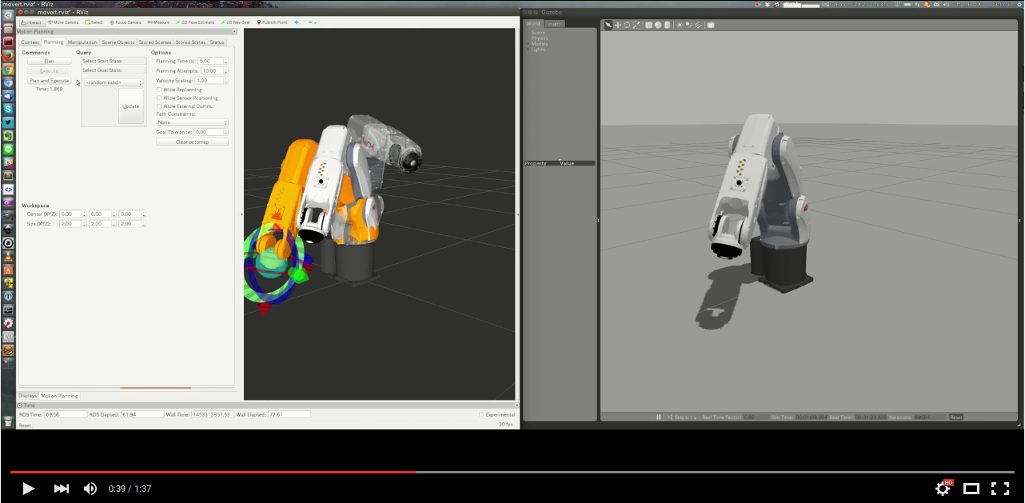 moveit.rviz* - RViz
moveit.rviz* - RViz
Gazebo
Interact Move Camera Select Focus Camera Measure 2D Pose Estimate 2D Nav Goal Publish Point
Motion Planning
Context Planning Manipulation Scene Objects Stored Scenes Stored States Status
Commands Query Options
Plan
Execute
Plan and Execute
Time: 1.869
Select Start State:
Select Goal State:
<random valid>
Update
Planning Time (s): 5.00
Planning Attempts: 10.00
Velocity Scaling: 1.00
Allow Replanning
Allow Sensor Positioning
Allow External Comm.
Path Constraints:
None
Goal Tolerance: 0.00
Clear octomap
Workspace
Center (XYZ): 0.00 0.00 0.00
Size (XYZ): 2.00 2.00 2.00
Displays Motion Planning
Time
ROS Time: 69.96 ROS Elapsed: 61.94 Wall Time: Wall Elapsed: 77.61 Experimental
Reset 30 fps
World Insert
Scene
Physics
Models
Lights
Property Value
Steps: 1 Real Time Factor: Sim Time: Real Time: Iterations: Reset
0:39 / 1:37
HD